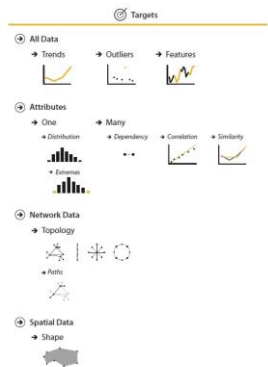 Targets
All Data
Trends
Outliers
Features
Attributes
One
Many
Distribution
Dependency
Correlation
Similarity
Extremes
Network Data
Topology
Paths
Spatial Data
Shape